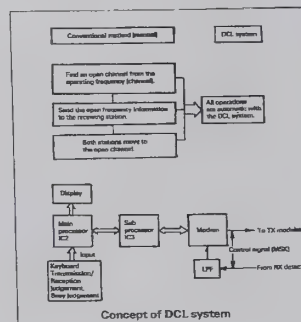 Conventional method (manual)
DCL system
Find an open channel from the
operating frequency (channel).
Send the open frequency information
to the receiving station.
Both stations move to
the open channel.
All operations
are automatic with
the DCL system.
Display
Main
processor
IC2
Sub
processor
IC3
Modem
To TX modulator
Control signal (MSK)
LPF
From RX detector
Input
Keyboard
Transmission/
Reception
judgement,
Busy judgement
Concept of DCL system